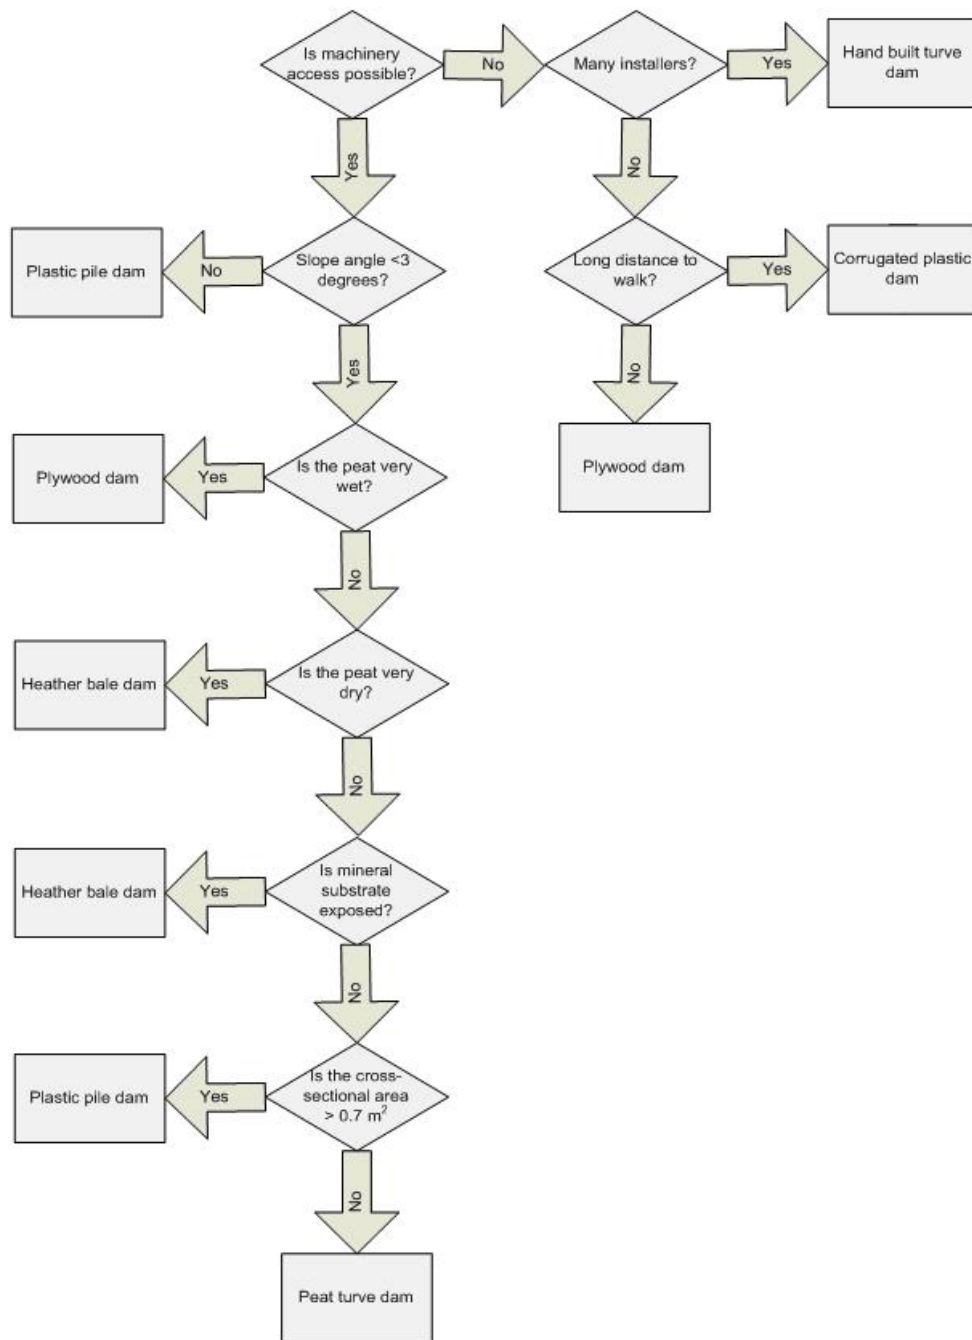 Is machinery
access possible?
No
Many installers?
Yes
Hand built turve
dam
Yes
No
Plastic pile dam
No
Slope angle <3
degrees?
Long distance to
walk?
Yes
Corrugated plastic
dam
Yes
No
Plywood dam
Yes
Is the peat very
wet?
Plywood dam
No
Heather bale dam
Yes
Is the peat very
dry?
No
Heather bale dam
Yes
Is mineral
substrate
exposed?
No
Plastic pile dam
Yes
Is the cross-
sectional area
> 0.7 m²
No
Peat turve dam